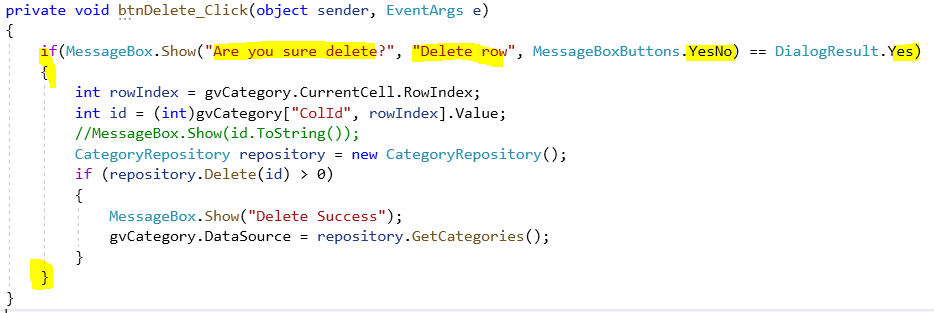 private void btnDelete_Click(object sender, EventArgs e)
{
if(MessageBox.Show("Are you sure delete?", "Delete row", MessageBoxButtons.YesNo) == DialogResult.Yes)
{
int rowIndex = gvCategory.CurrentCell.RowIndex;
int id = (int)gvCategory["ColId", rowIndex].Value;
//MessageBox.Show(id.ToString());
CategoryRepository repository = new CategoryRepository();
if (repository.Delete(id) > 0)
{
MessageBox.Show("Delete Success");
gvCategory.DataSource = repository.GetCategories();
}
}
}